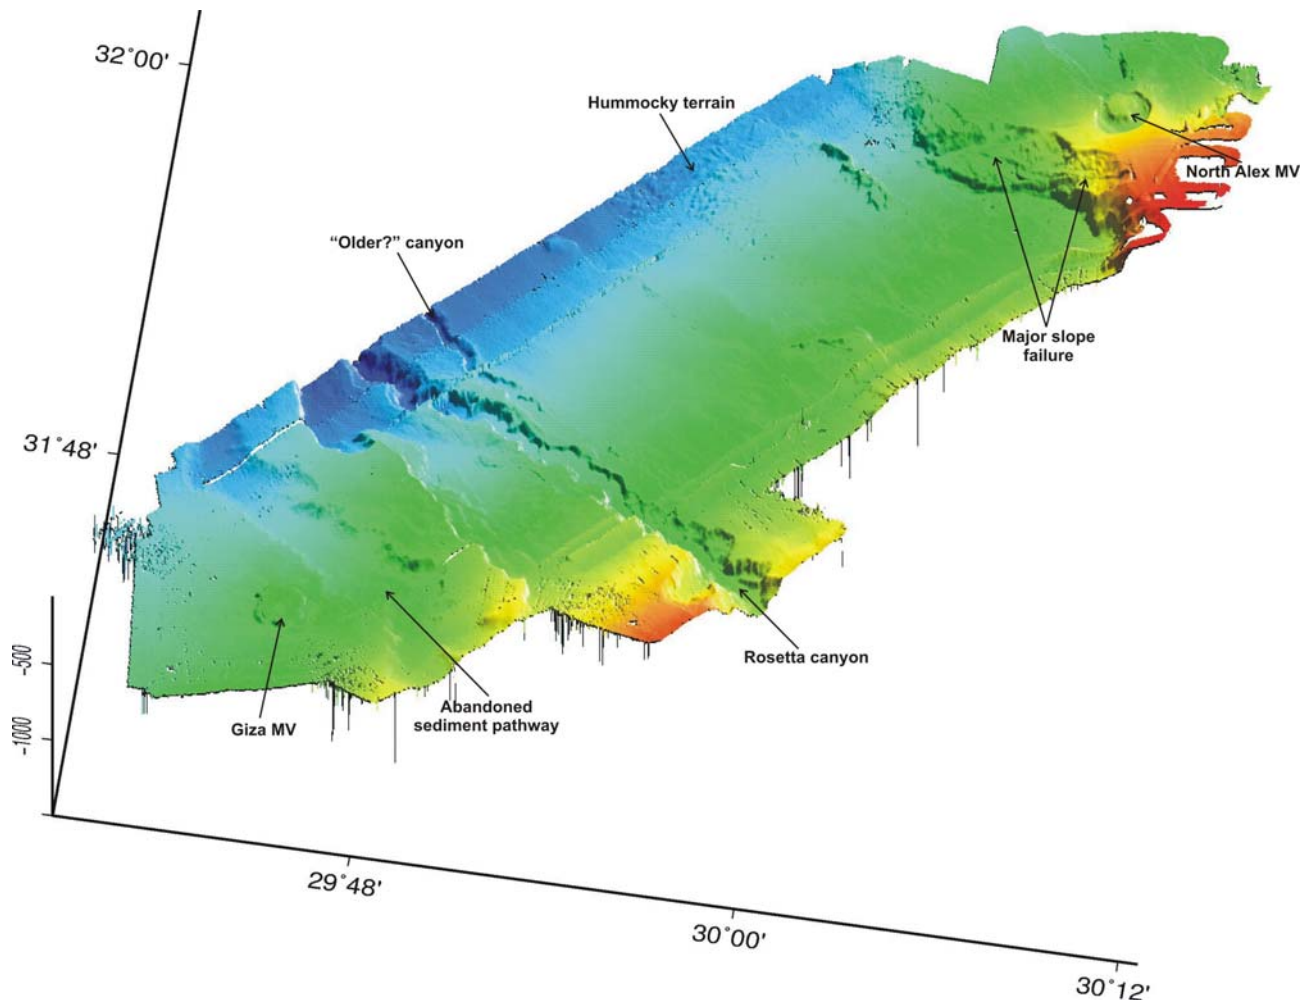 32°00'
Hummocky terrain
North Alex MV
“Older?” canyon
Major slope
failure
31°48'
Rosetta canyon
-500
Abandoned
sediment pathway
Giza MV
-1000
29°48'
30°00'
30°12'